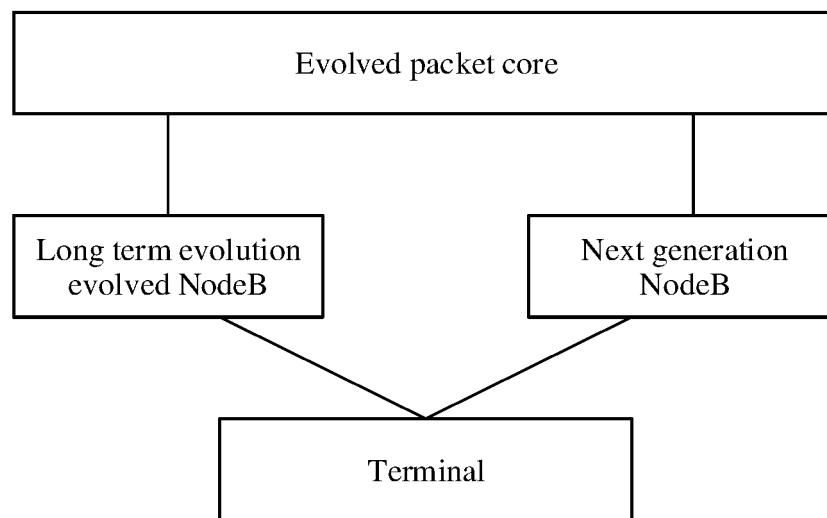 Evolved packet core
Long term evolution
evolved NodeB
Next generation
NodeB
Terminal